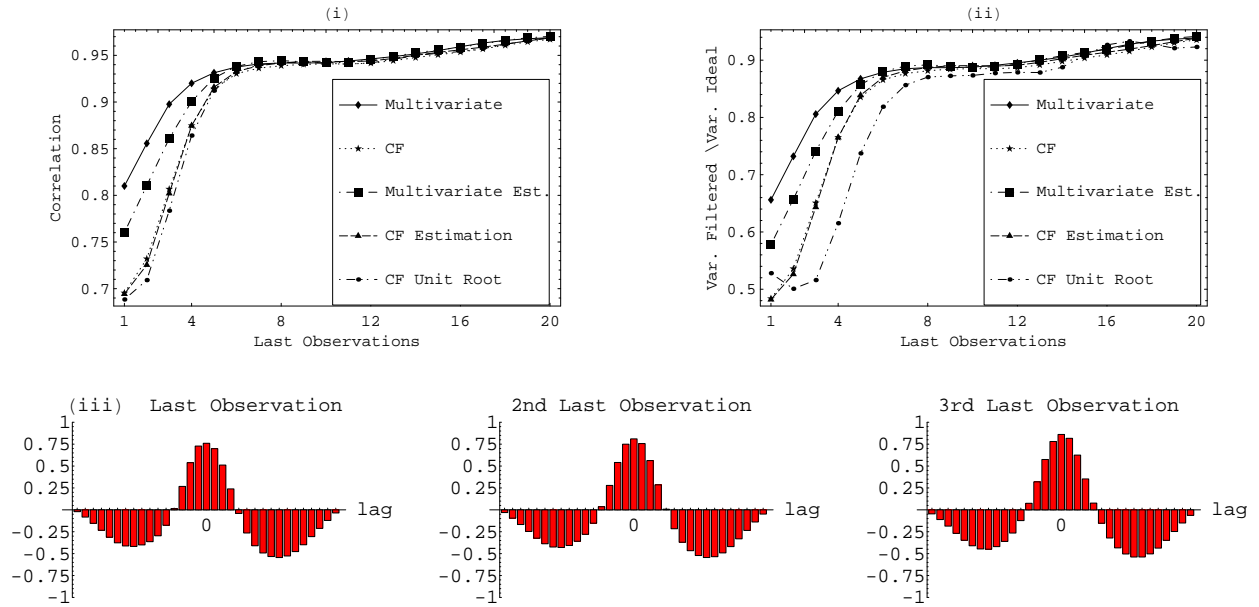 (i)
Correlation
0.95
0.9
0.85
0.8
0.75
0.7
Multivariate
CF
Multivariate Est.
CF Estimation
CF Unit Root
1 4 8 12 16 20
Last Observations
(ii)
Var. Filtered \Var. Ideal
0.9
0.8
0.7
0.6
0.5
Multivariate
CF
Multivariate Est.
CF Estimation
CF Unit Root
1 4 8 12 16 20
Last Observations
(iii) Last Observation
1
0.75
0.5
0.25
-0.25
-0.5
-0.75
-1
0
lag
2nd Last Observation
1
0.75
0.5
0.25
-0.25
-0.5
-0.75
-1
0
lag
3rd Last Observation
1
0.75
0.5
0.25
-0.25
-0.5
-0.75
-1
0
lag